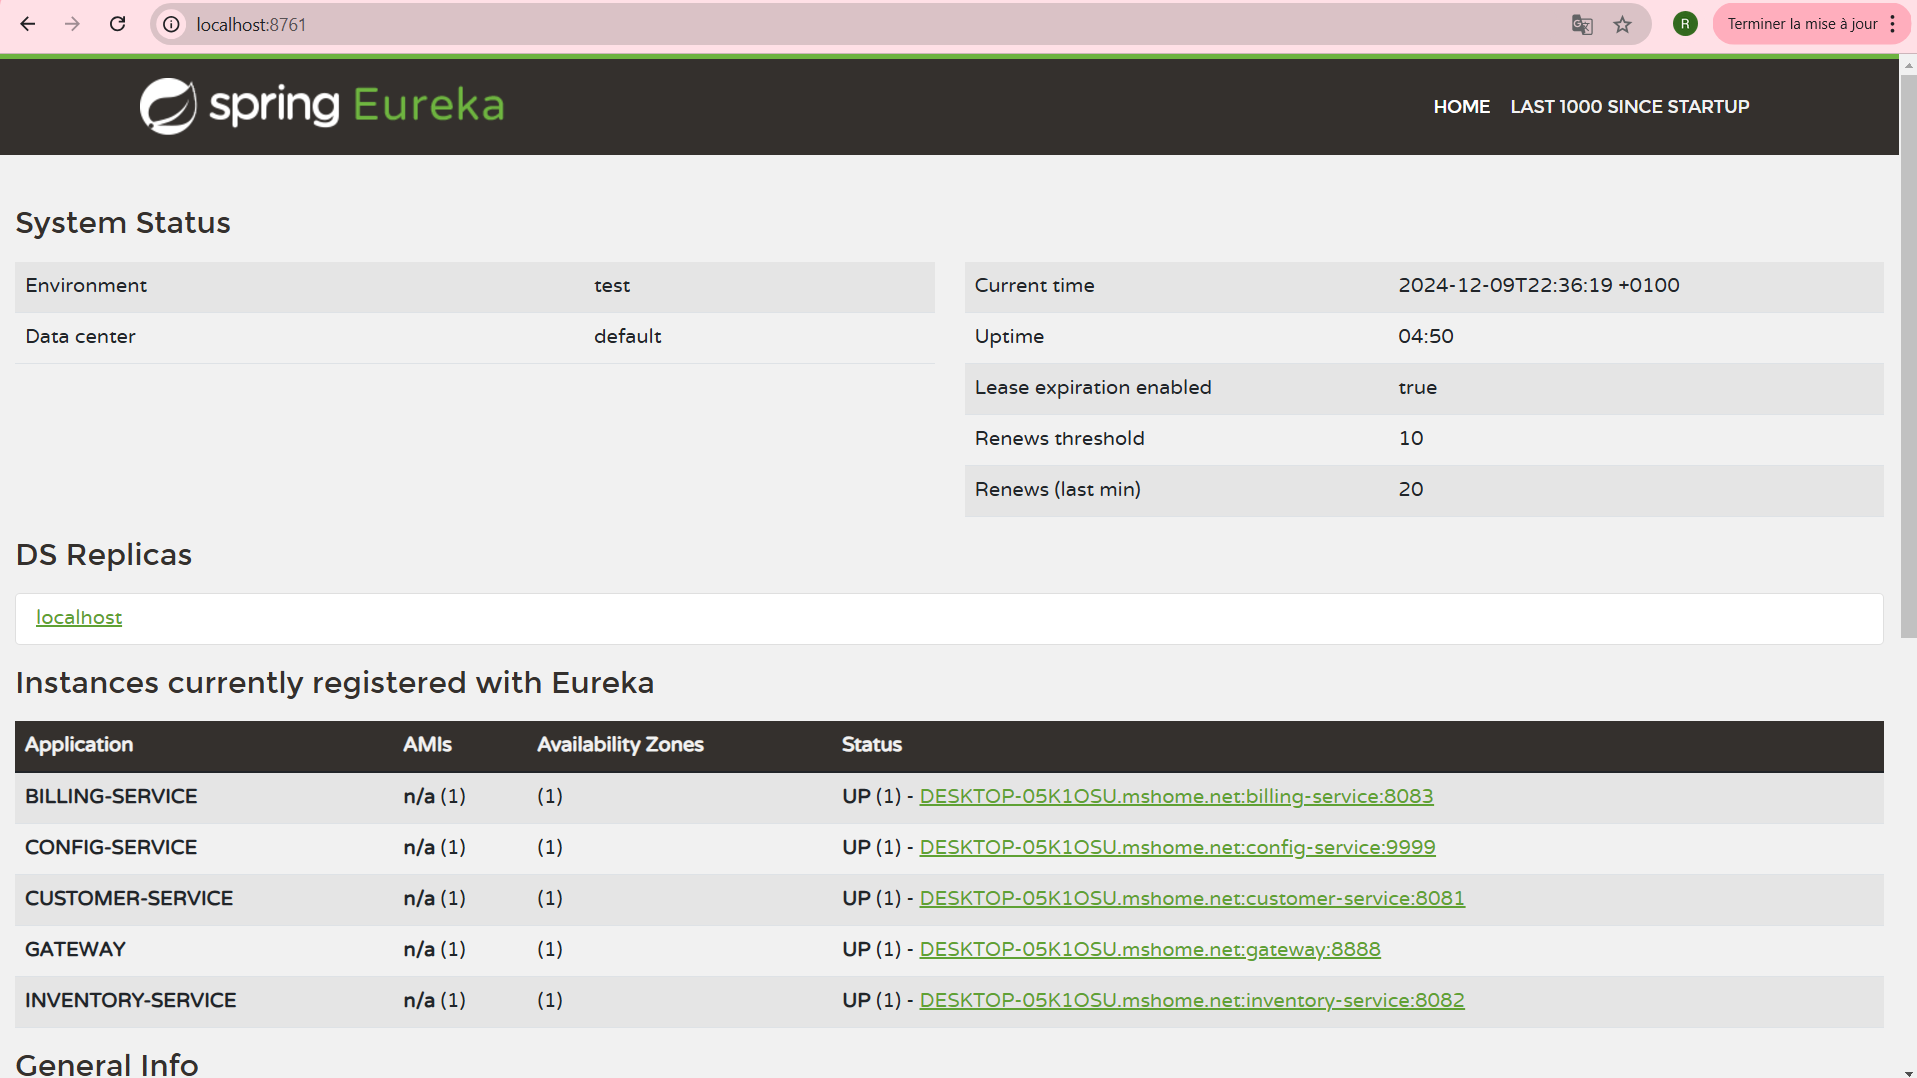 localhost:8761
R
Terminer la mise à jour
spring Eureka
HOME LAST 1000 SINCE STARTUP
System Status
Environment test
Data center default
Current time 2024-12-09T22:36:19 +0100
Uptime 04:50
Lease expiration enabled true
Renews threshold 10
Renews (last min) 20
DS Replicas
localhost
Instances currently registered with Eureka
Application AMIs Availability Zones Status
BILLING-SERVICE n/a (1) (1) UP (1) - DESKTOP-05K1OSU.mshome.net:billing-service:8083
CONFIG-SERVICE n/a (1) (1) UP (1) - DESKTOP-05K1OSU.mshome.net:config-service:9999
CUSTOMER-SERVICE n/a (1) (1) UP (1) - DESKTOP-05K1OSU.mshome.net:customer-service:8081
GATEWAY n/a (1) (1) UP (1) - DESKTOP-05K1OSU.mshome.net:gateway:8888
INVENTORY-SERVICE n/a (1) (1) UP (1) - DESKTOP-05K1OSU.mshome.net:inventory-service:8082
General Info